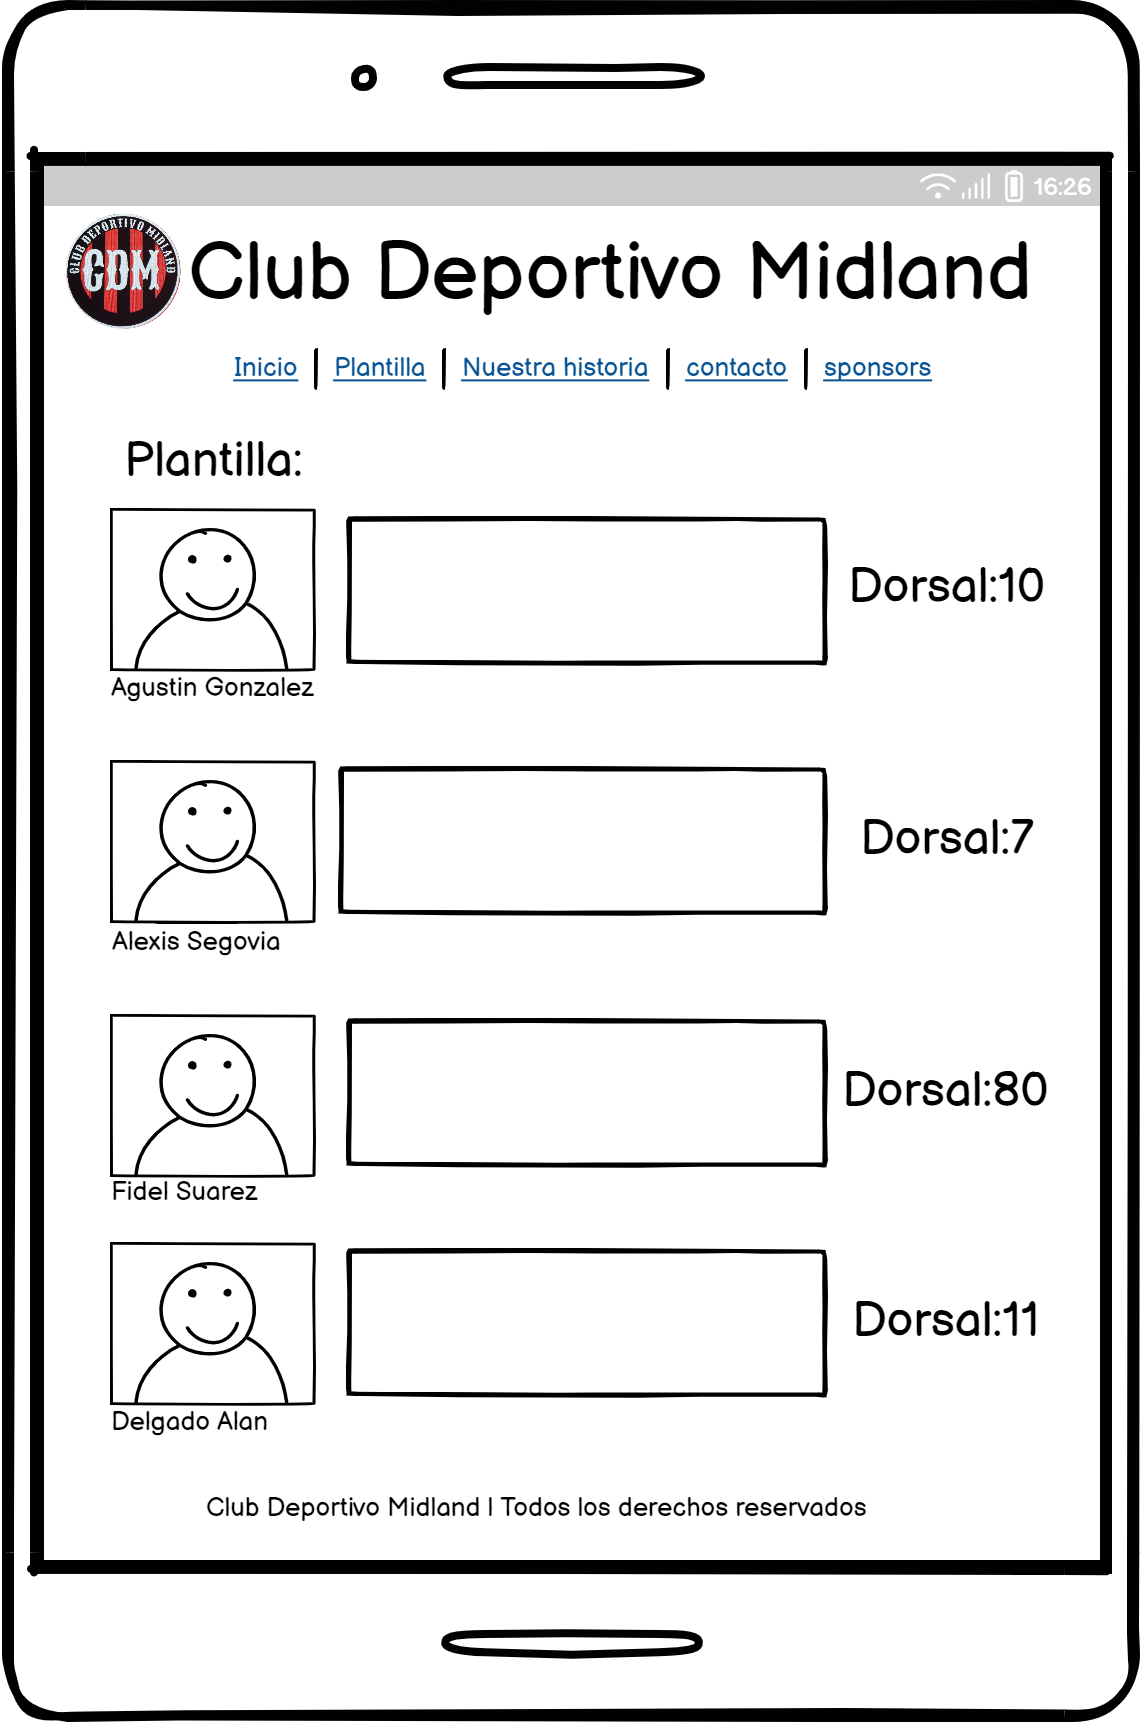 16:26
CLUB DEPORTIVO MIDLAND
CDM
Club Deportivo Midland
Inicio | Plantilla | Nuestra historia | contacto | sponsors
Plantilla:
Dorsal:10
Agustin Gonzalez
Dorsal:7
Alexis Segovia
Dorsal:80
Fidel Suarez
Dorsal:11
Delgado Alan
Club Deportivo Midland | Todos los derechos reservados